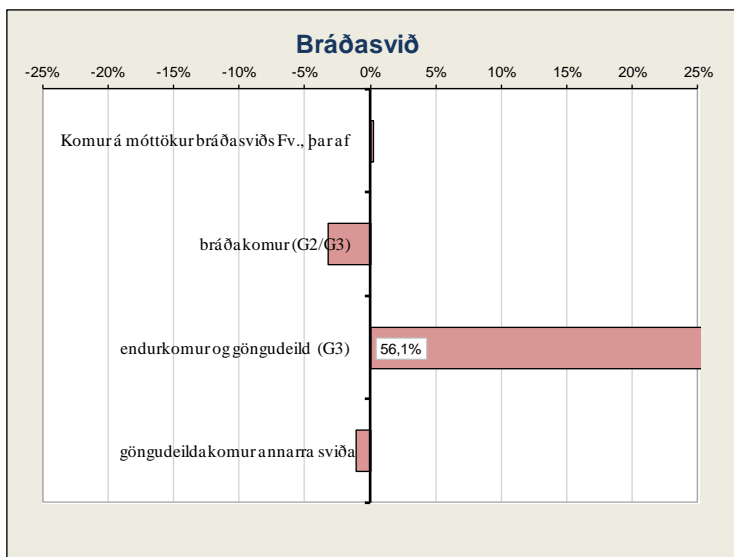 Bráðasvið
-25% -20% -15% -10% -5% 0% 5% 10% 15% 20% 25%
Komur á móttökur bráðasviðs Fv., þar af
bráðakomur (G2/G3)
endurkomur og göngudeild (G3)
56,1%
göngudeildakomur annarra sviða